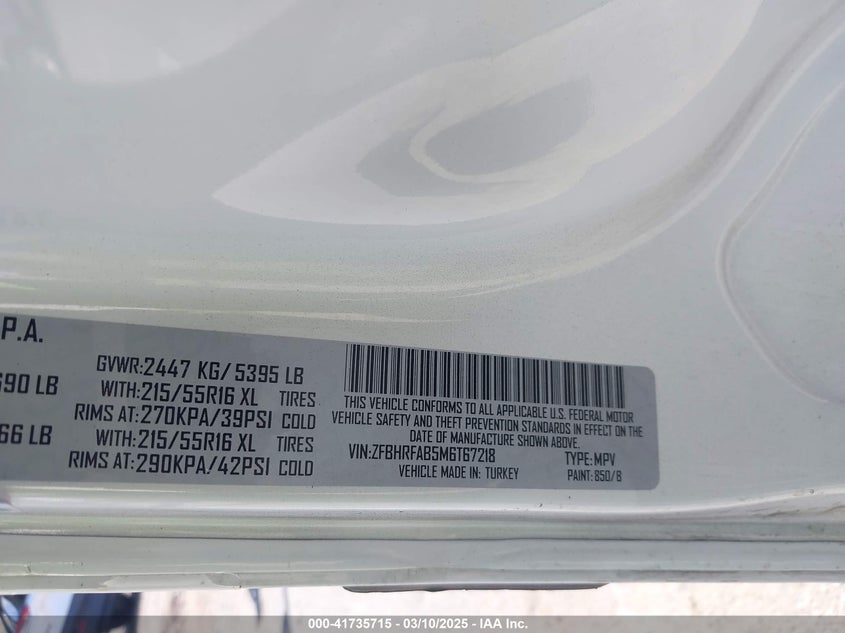 P.A.
690 LB
66 LB
GVWR:2447 KG/ 5395 LB
WITH:215/55R16 XL TIRES
RIMS AT:270KPA/39PSI COLD
WITH:215/55R16 XL TIRES
RIMS AT:290KPA/42PSI COLD
THIS VEHICLE CONFORMS TO ALL APPLICABLE U.S. FEDERAL MOTOR
VEHICLE SAFETY AND THEFT PREVENTION STANDARDS IN EFFECT ON THE
DATE OF MANUFACTURE SHOWN ABOVE.
VIN:ZFBHRFAB5M6T67218 TYPE:MPV
VEHICLE MADE IN: TURKEY PAINT: 850/B
000-41735715 — 03/10/2025 — IAA Inc.